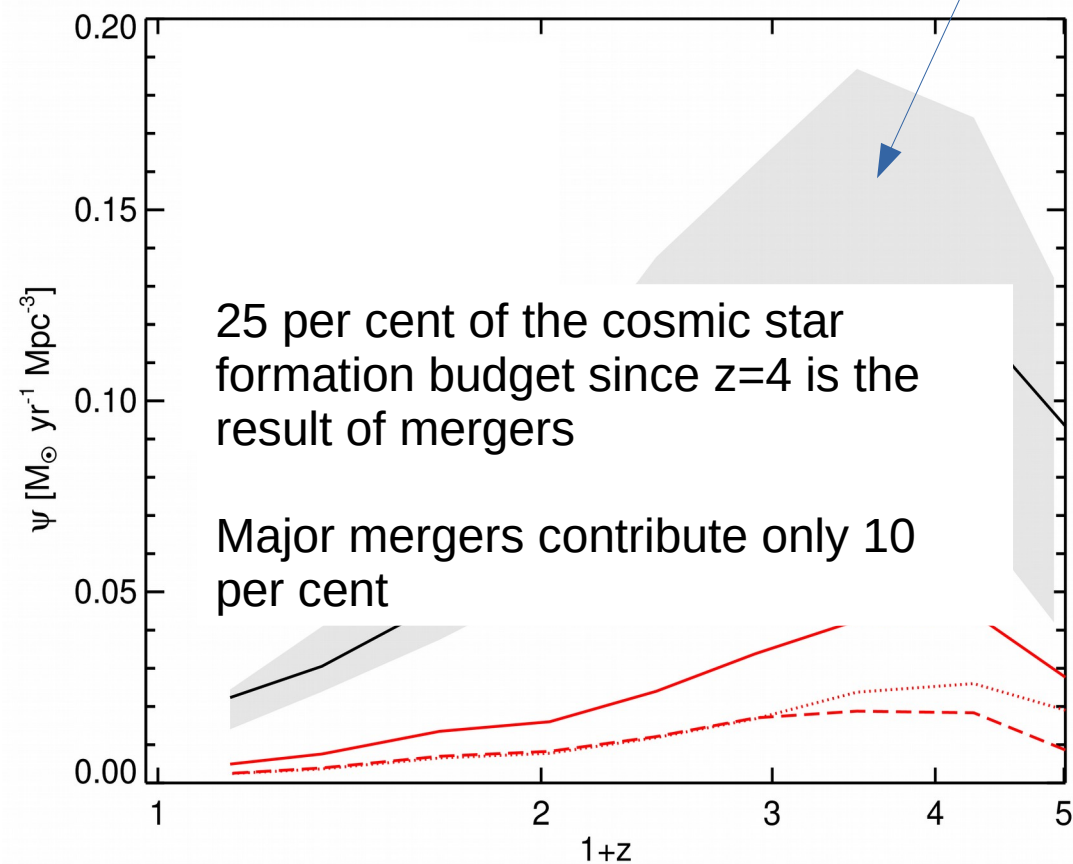 0.20
0.15
0.10
0.05
0.00
ψ [M☉ yr-1 Mpc-3]
25 per cent of the cosmic star
formation budget since z=4 is the
result of mergers
Major mergers contribute only 10
per cent
1 2 3 4 5
1+z